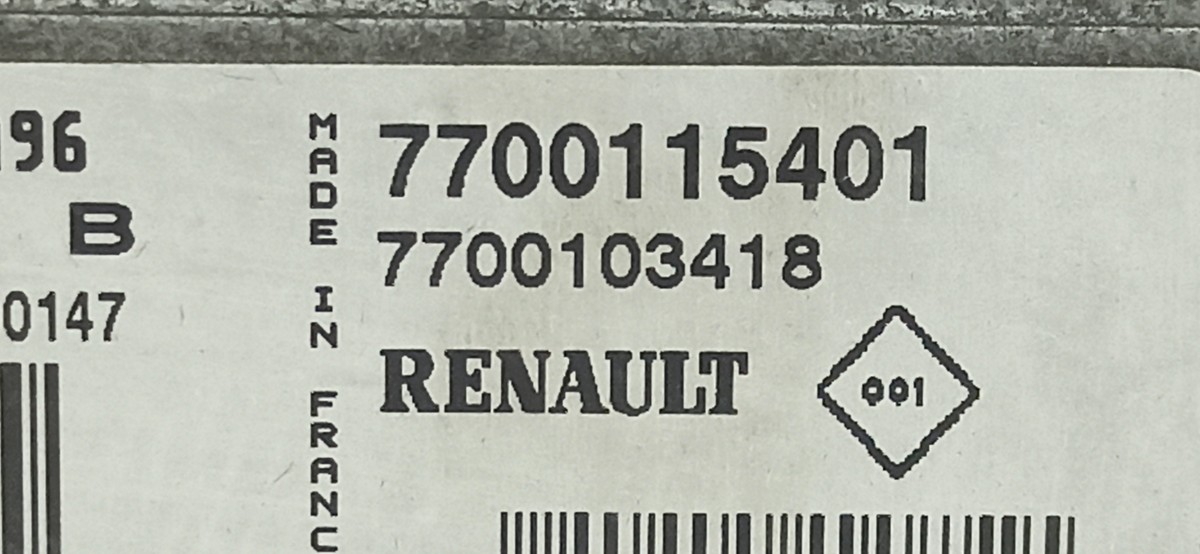 96
B
0147
MADE IN FRANC
7700115401
7700103418
RENAULT
001